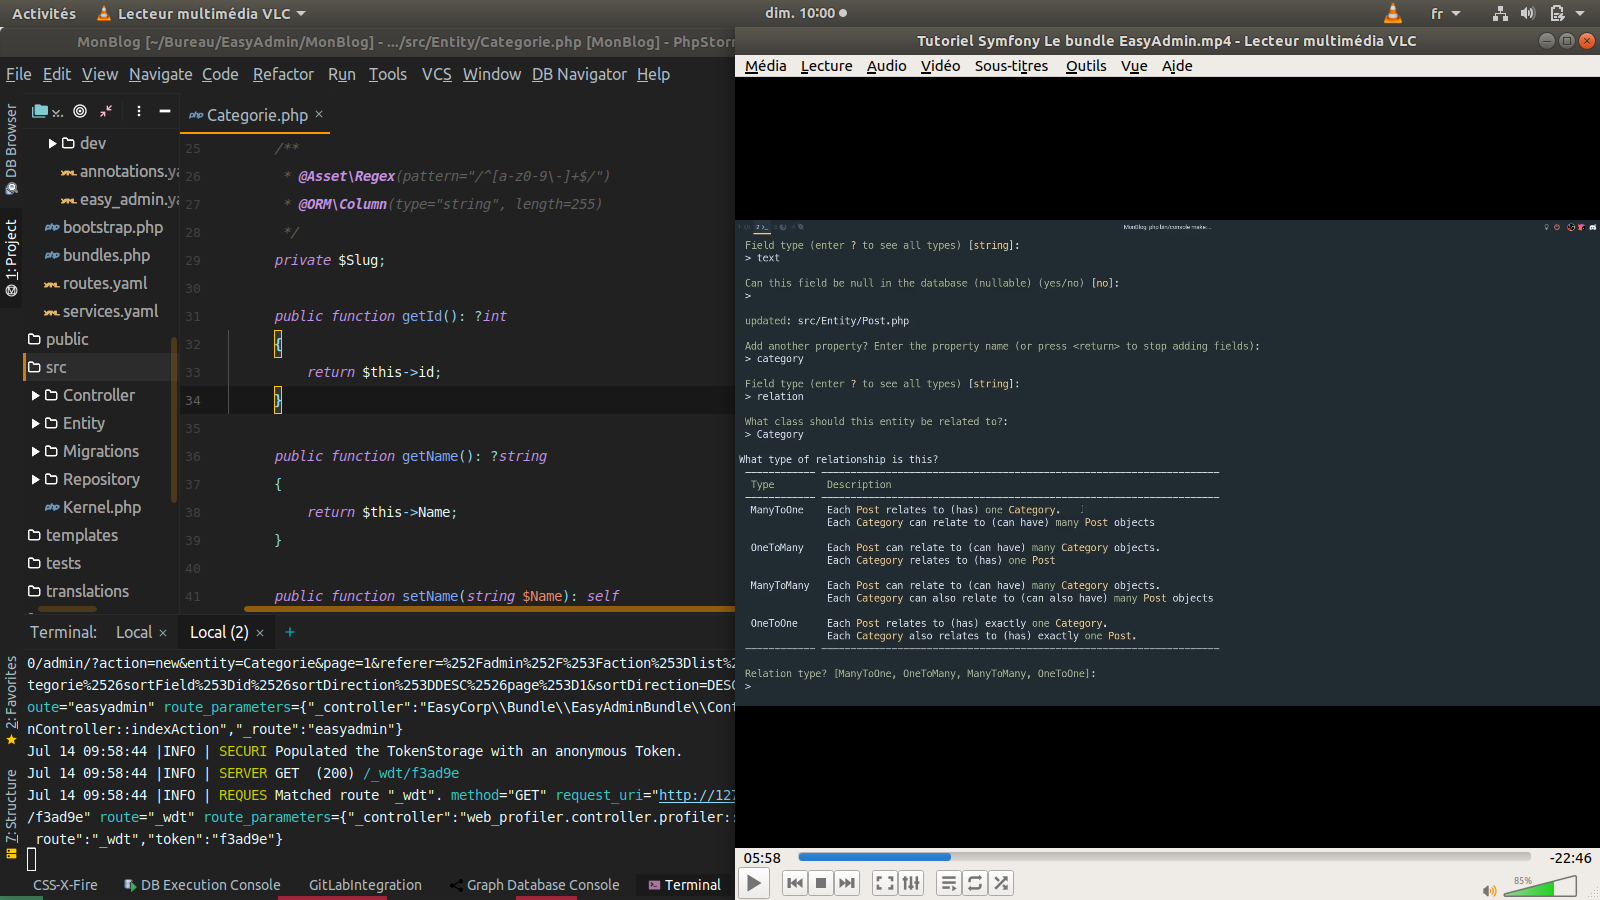 Activités
Lecteur multimédia VLC
dim. 10:00
fr
MonBlog [~/Bureau/EasyAdmin/MonBlog] - .../src/Entity/Categorie.php [MonBlog] - PhpStorm
File Edit View Navigate Code Refactor Run Tools VCS Window DB Navigator Help
DB Browser
1: Project
2: Favorites
7: Structure
dev
annotations.ya
easy_admin.ya
bootstrap.php
bundles.php
routes.yaml
services.yaml
public
src
Controller
Entity
Migrations
Repository
Kernel.php
templates
tests
translations
Categorie.php
25 /**
26 * @Asset\Regex(pattern="/^[a-z0-9\-]+$/")
27 * @ORM\Column(type="string", length=255)
28 */
29 private $Slug;
30
31 public function getId(): ?int
32 {
33 return $this->id;
34 }
35
36 public function getName(): ?string
37 {
38 return $this->Name;
39 }
40
41 public function setName(string $Name): self
Terminal: Local Local (2) +
0/admin/?action=new&entity=Categorie&page=1&referer=%252Fadmin%252F%253Faction%253Dlist%2
tegorie%2526sortField%253Did%2526sortDirection%253DDESC%2526page%253D1&sortDirection=DESC
oute="easyadmin" route_parameters={"_controller":"EasyCorp\\Bundle\\EasyAdminBundle\\Cont
nController::indexAction","_route":"easyadmin"}
Jul 14 09:58:44 |INFO | SECURI Populated the TokenStorage with an anonymous Token.
Jul 14 09:58:44 |INFO | SERVER GET (200) /_wdt/f3ad9e
Jul 14 09:58:44 |INFO | REQUES Matched route "_wdt". method="GET" request_uri="http://127
/f3ad9e" route="_wdt" route_parameters={"_controller":"web_profiler.controller.profiler::
_route":"_wdt","token":"f3ad9e"}
CSS-X-Fire DB Execution Console GitLabIntegration Graph Database Console Terminal
Tutoriel Symfony Le bundle EasyAdmin.mp4 - Lecteur multimédia VLC
Média Lecture Audio Vidéo Sous-titres Outils Vue Aide
MonBlog: php bin/console make:...
Field type (enter ? to see all types) [string]:
> text
Can this field be null in the database (nullable) (yes/no) [no]:
>
updated: src/Entity/Post.php
Add another property? Enter the property name (or press <return> to stop adding fields):
> category
Field type (enter ? to see all types) [string]:
> relation
What class should this entity be related to?:
> Category
What type of relationship is this?
Type Description
ManyToOne Each Post relates to (has) one Category.
Each Category can relate to (can have) many Post objects
OneToMany Each Post can relate to (can have) many Category objects.
Each Category relates to (has) one Post
ManyToMany Each Post can relate to (can have) many Category objects.
Each Category can also relate to (can also have) many Post objects
OneToOne Each Post relates to (has) exactly one Category.
Each Category also relates to (has) exactly one Post.
Relation type? [ManyToOne, OneToMany, ManyToMany, OneToOne]:
>
05:58
-22:46
85%